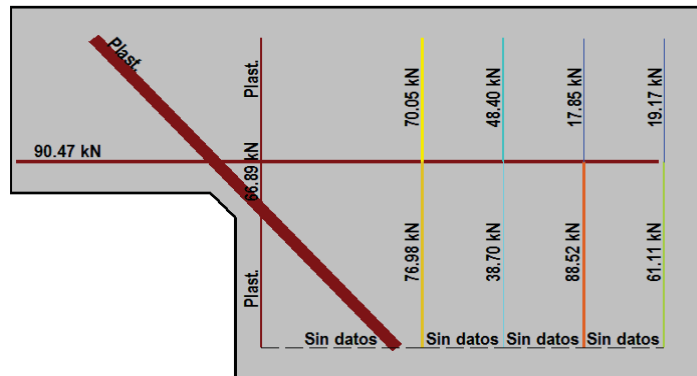 Plast.
Plast.
70.05 kN
48.40 kN
17.85 kN
19.17 kN
90.47 kN
66.89 kN
Plast.
76.98 kN
38.70 kN
88.52 kN
61.11 kN
Sin datos
Sin datos
Sin datos
Sin datos